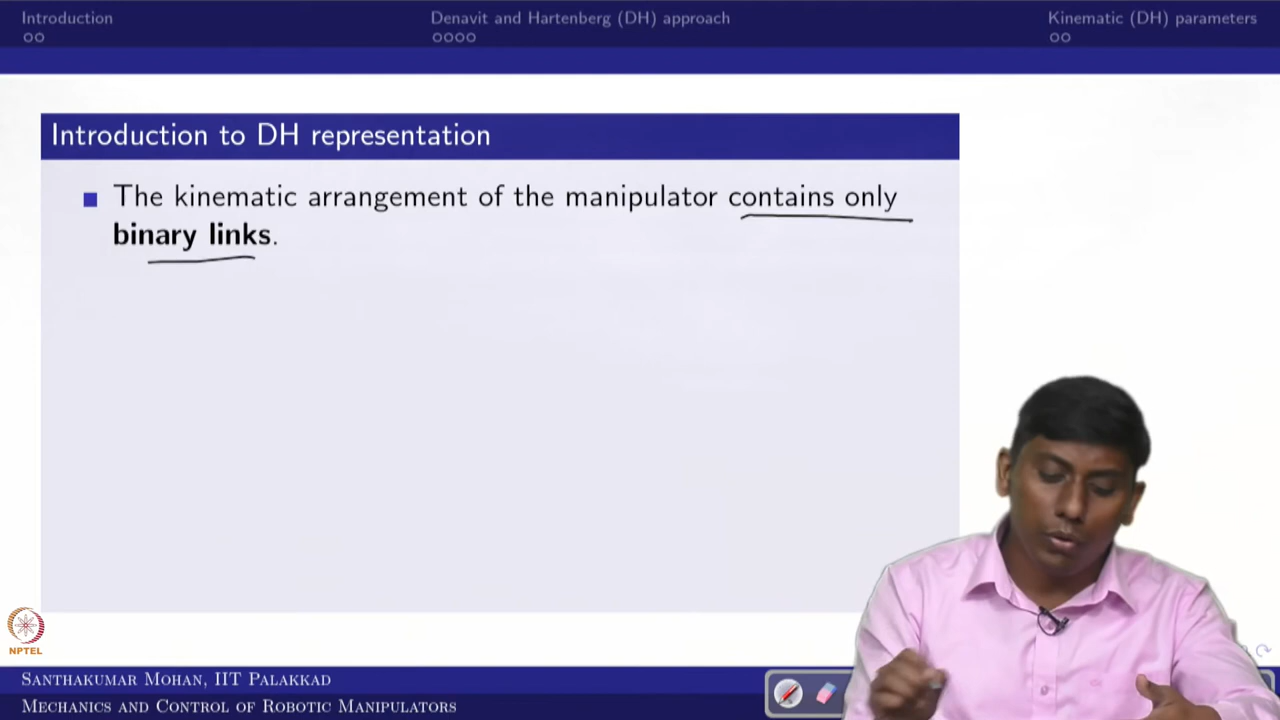 Introduction
Denavit and Hartenberg (DH) approach
Kinematic (DH) parameters
Introduction to DH representation
The kinematic arrangement of the manipulator contains only
binary links.
NPTEL
Santhakumar Mohan, IIT Palakkad
Mechanics and Control of Robotic Manipulators